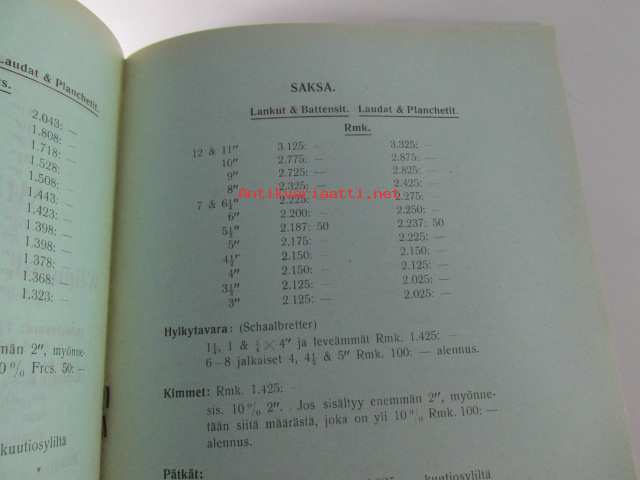 Laudat & Planchetit
rs.
2.043: —
1.808: —
1.718: —
1.528: —
1.508: —
1.443: —
1.423: —
1.398: —
1.398: —
1.378: —
1.368: —
1.323: —
män 2", myönne-
0 % Frcs. 50: —
kuutiosyliltä
SAKSA.
Lankut & Battensit. Laudat & Planchetit.
Rmk.
12 & 11" 3.125: — 3.325: —
10" 2.775: — 2.875: —
9" 2.725: — 2.825: —
8" 2.325: — 2.425: —
Antikvariaatti.net
7 & 6½" 2.225: — 2.275: —
6" 2.200: — 2.250: —
5½" 2.187: 50 2.237: 50
5" 2.175: — 2.225: —
4½" 2.150: — 2.150: —
4" 2.150: — 2.125: —
3½" 2.125: — 2.025: —
3" 2.125: — 2.025: —
Hylkytavara: (Schaalbretter)
1¼, 1 & ¾ × 4" ja leveämmät Rmk. 1.425: —
6–8 jalkaiset 4, 4½ & 5" Rmk. 100: — alennus.
Kimmet: Rmk. 1.425: —
sis. 10 % 2". Jos sisältyy enemmän 2", myönne-
tään siitä määrästä, joka on yli 10 % Rmk. 100: —
alennus.
Pätkät:
kuutiosyliltä